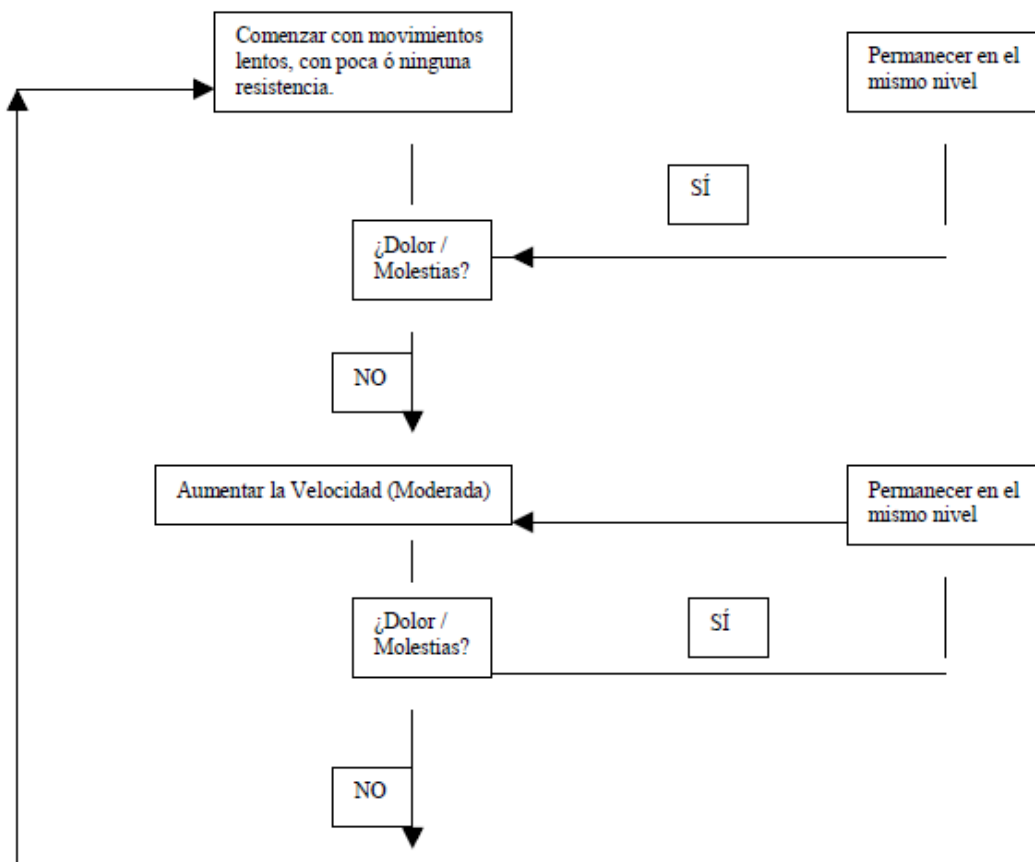 Comenzar con movimientos
lentos, con poca ó ninguna
resistencia.
Permanecer en el
mismo nivel
SÍ
¿Dolor /
Molestias?
NO
Aumentar la Velocidad (Moderada)
Permanecer en el
mismo nivel
¿Dolor /
Molestias?
SÍ
NO